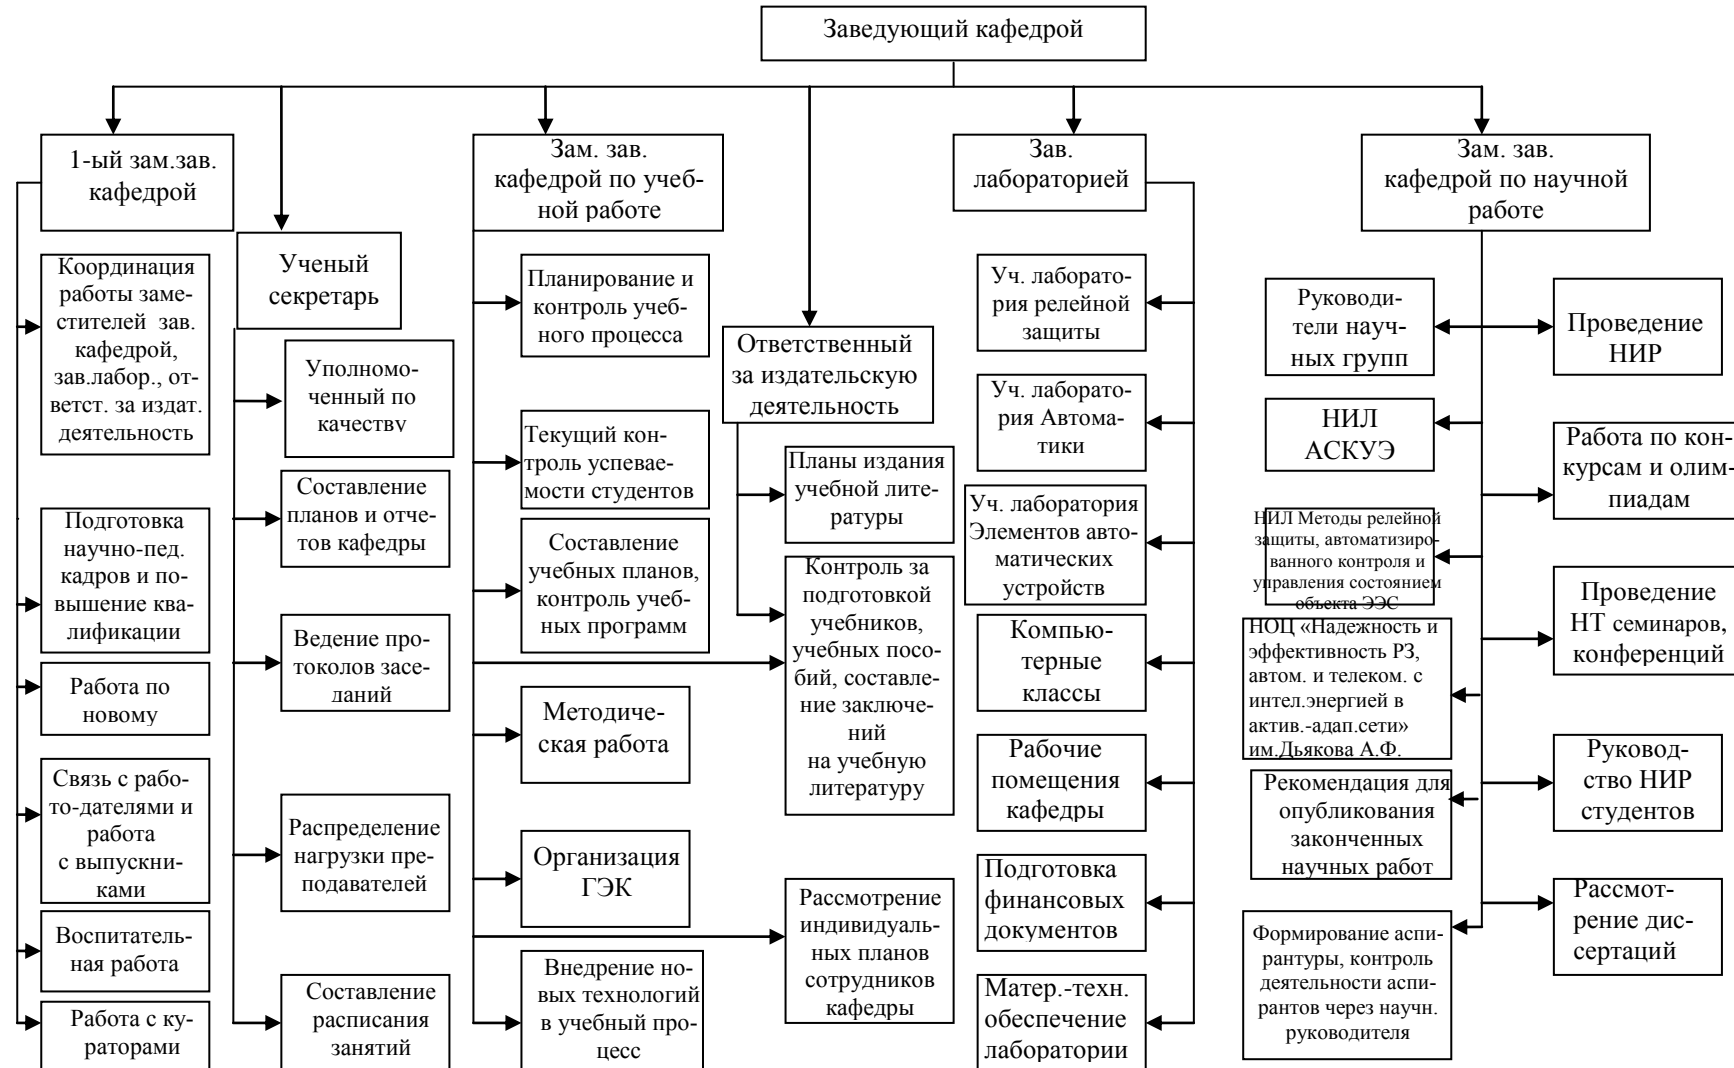 Заведующий кафедрой
1-ый зам.зав.
кафедрой
Координация
работы заме-
стителей зав.
кафедрой,
зав.лабор., от-
ветст. за издат.
деятельность
Подготовка
научно-пед.
кадров и по-
вышение ква-
лификации
Работа по
новому
Связь с рабо-
то-дателями и
работа
с выпускни-
ками
Воспитатель-
ная работа
Работа с ку-
раторами
Ученый
секретарь
Уполномо-
ченный по
качеству
Составление
планов и отче-
тов кафедры
Ведение про-
токолов засе-
даний
Распределение
нагрузки пре-
подавателей
Составление
расписания
занятий
Зам. зав.
кафедрой по учеб-
ной работе
Планирование и
контроль учеб-
ного процесса
Текущий кон-
троль успевае-
мости студентов
Составление
учебных планов,
контроль учеб-
ных программ
Методиче-
ская работа
Организация
ГЭК
Внедрение но-
вых технологий
в учебный про-
цесс
Ответственный
за издательскую
деятельность
Планы издания
учебной лите-
ратуры
Контроль за
подготовкой
учебников,
учебных посо-
бий, составле-
ние заключе-
ний
на учебную
литературу
Рассмотрение
индивидуаль-
ных планов
сотрудников
кафедры
Зав.
лабораторией
Уч. лаборато-
рия релейной
защиты
Уч. лаборато-
рия Автома-
тики
Уч. лаборатория
Элементов авто-
матических
устройств
Компью-
терные
классы
Рабочие
помещения
кафедры
Подготовка
финансовых
документов
Матер.-техн.
обеспечение
лаборатории
Зам. зав.
кафедрой по научной
работе
Руководи-
тели науч-
ных групп
НИЛ
АСКУЭ
НИЛ Методы релейной
защиты, автоматизиро-
ванного контроля и
управления состоянием
объекта ЭЭС
НОЦ «Надежность и
эффективность РЗ,
автом. и телеком. с
интел.энергией в
актив.-адап.сети»
им.Дьякова А.Ф.
Рекомендация для
опубликования
законченных
научных работ
Формирование аспи-
рантуры, контроль
деятельности аспи-
рантов через научн.
руководителя
Проведение
НИР
Работа по кон-
курсам и олим-
пиадам
Проведение
НТ семинаров,
конференций
Руковод-
ство НИР
студентов
Рассмот-
рение дис-
сертаций